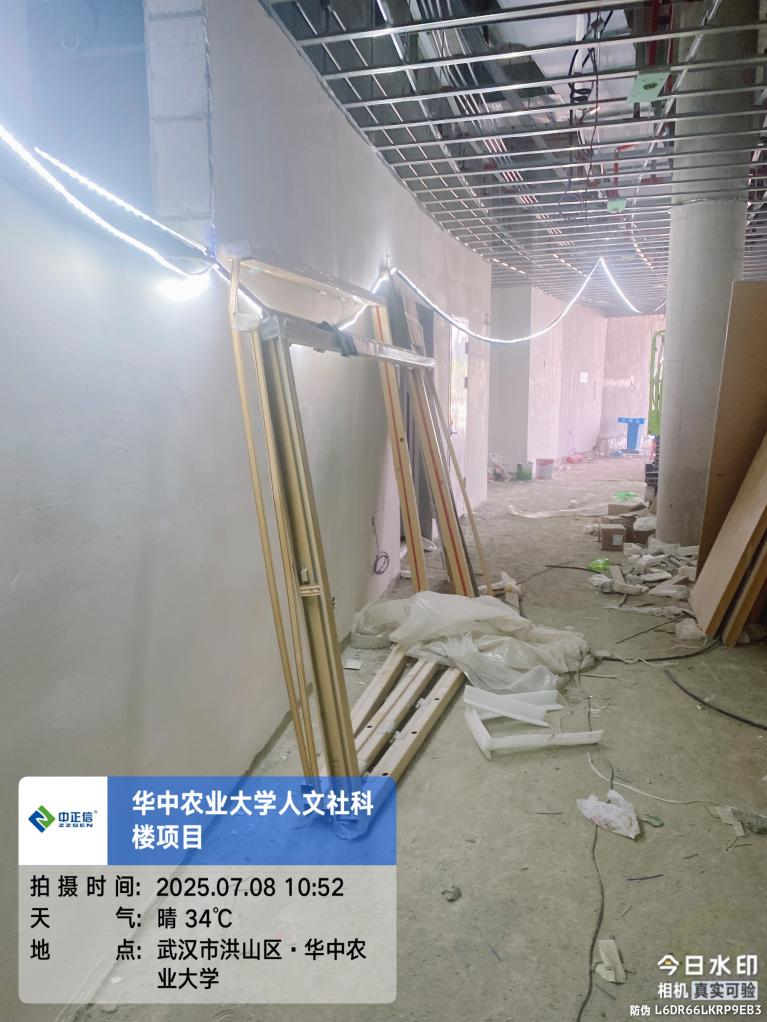 中正信
ZZSEN
华中农业大学人文社科
楼项目
拍摄时间: 2025.07.08 10:52
天气: 晴 34℃
地点: 武汉市洪山区·华中农
业大学
今日水印
相机 真实可验
防伪 L6DR66LKRP9EB3